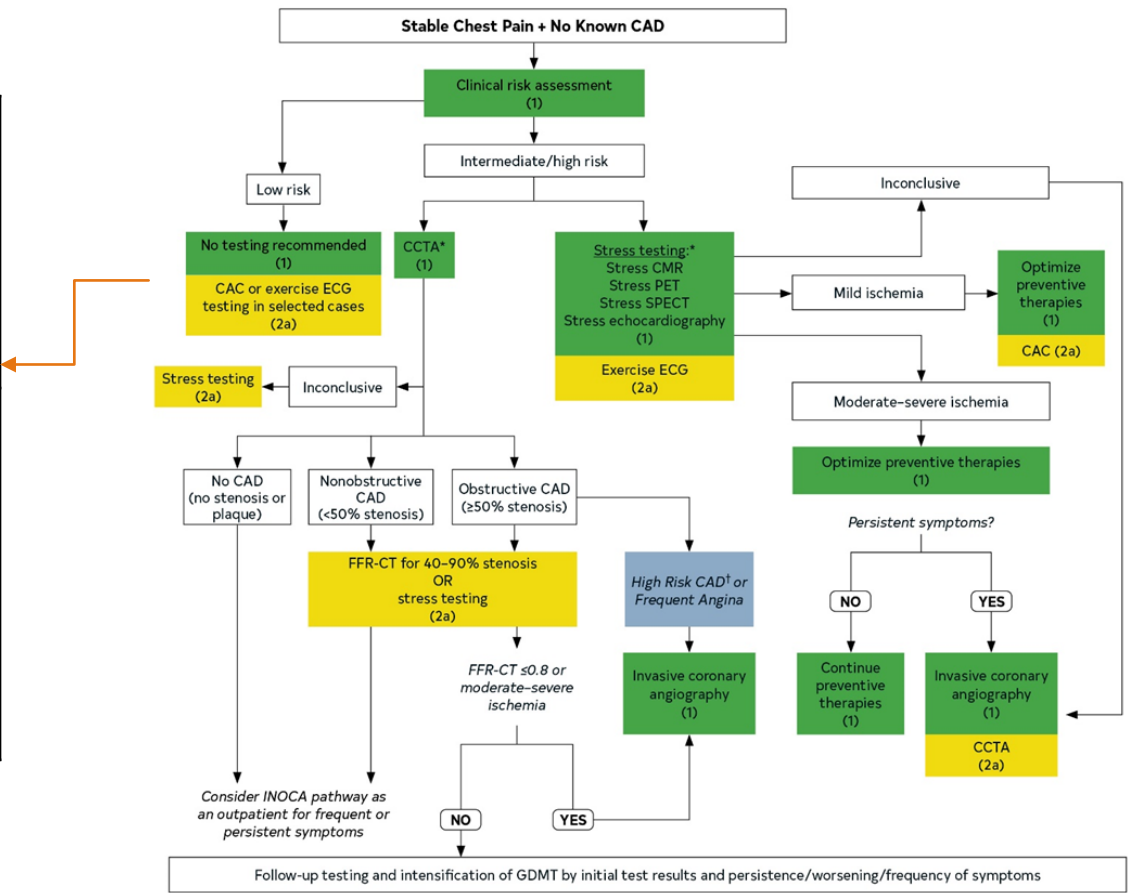 Stable Chest Pain + No Known CAD
Clinical risk assessment
(1)
Intermediate/high risk
Low risk
Inconclusive
No testing recommended
(1)
CAC or exercise ECG
testing in selected cases
(2a)
CCTA*
(1)
Stress testing:*
Stress CMR
Stress PET
Stress SPECT
Stress echocardiography
(1)
Exercise ECG
(2a)
Mild ischemia
Optimize
preventive
therapies
(1)
CAC (2a)
Stress testing
(2a)
Inconclusive
Moderate–severe ischemia
Optimize preventive therapies
(1)
No CAD
(no stenosis or
plaque)
Nonobstructive
CAD
(<50% stenosis)
Obstructive CAD
(≥50% stenosis)
Persistent symptoms?
FFR-CT for 40–90% stenosis
OR
stress testing
(2a)
High Risk CAD† or
Frequent Angina
NO
YES
FFR-CT ≤0.8 or
moderate–severe
ischemia
Invasive coronary
angiography
(1)
Continue
preventive
therapies
(1)
Invasive coronary
angiography
(1)
CCTA
(2a)
Consider INOCA pathway as
an outpatient for frequent or
persistent symptoms
NO
YES
Follow-up testing and intensification of GDMT by initial test results and persistence/worsening/frequency of symptoms